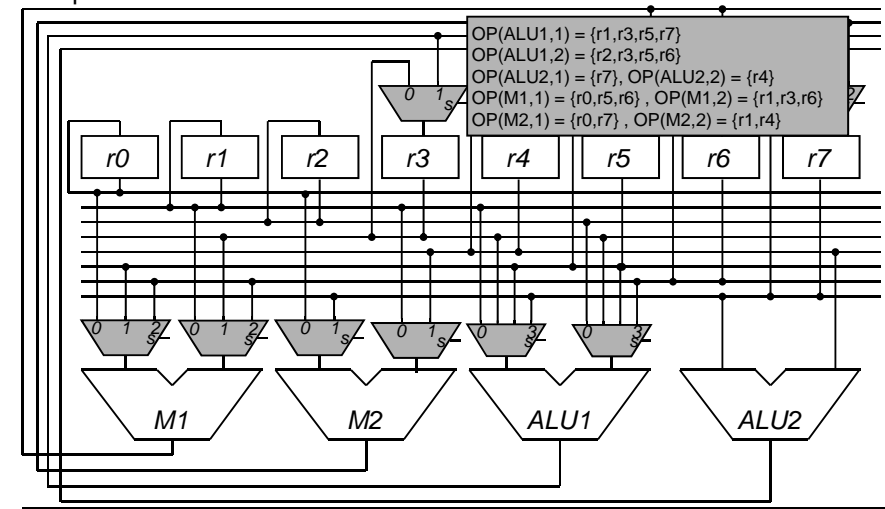 OP(ALU1,1) = {r1,r3,r5,r7}
OP(ALU1,2) = {r2,r3,r5,r6}
OP(ALU2,1) = {r7}, OP(ALU2,2) = {r4}
OP(M1,1) = {r0,r5,r6} , OP(M1,2) = {r1,r3,r6}
OP(M2,1) = {r0,r7} , OP(M2,2) = {r1,r4}
0 1 s 2
r0 r1 r2 r3 r4 r5 r6 r7
0 1 2 s 0 1 2 s 0 1 s 0 1 s 0 3 s 0 3 s
M1 M2 ALU1 ALU2